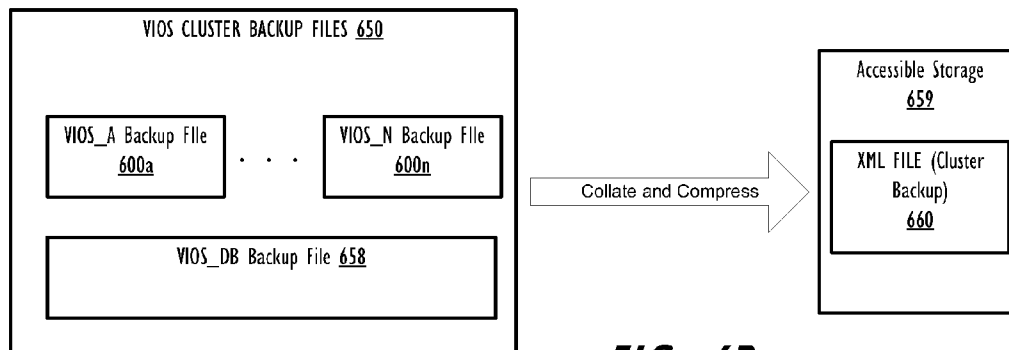 VIOS CLUSTER BACKUP FILES 650
VIOS_A Backup FIle
600a
. . .
VIOS_N Backup FIle
600n
VIOS_DB Backup File 658
Collate and Compress
Accessible Storage
659
XML FILE (Cluster
Backup)
660